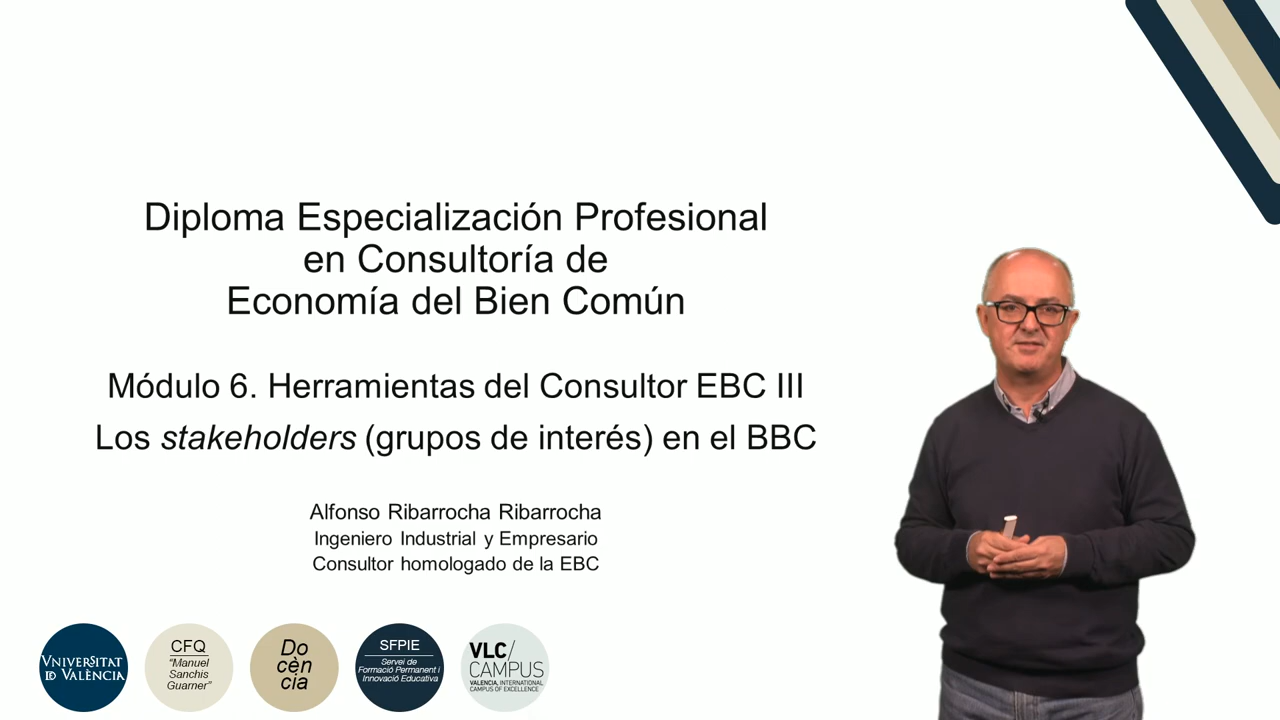 Diploma Especialización Profesional
en Consultoría de
Economía del Bien Común
Módulo 6. Herramientas del Consultor EBC III
Los stakeholders (grupos de interés) en el BBC
Alfonso Ribarrocha Ribarrocha
Ingeniero Industrial y Empresario
Consultor homologado de la EBC
VNIVERSITAT
ID VALÈNCIA
CFQ
"Manuel
Sanchis
Guarner"
Do
cèn
cia
SFPIE
Servei de
Formació Permanent i
Innovació Educativa
VLC/
CAMPUS
VALENCIA, INTERNATIONAL
CAMPUS OF EXCELLENCE